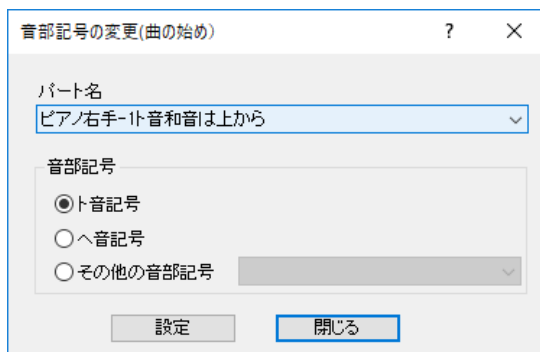 音部記号の変更(曲の始め)
?
パート名
ピアノ右手-1ト音和音は上から
音部記号
ト音記号
ヘ音記号
その他の音部記号
設定 閉じる